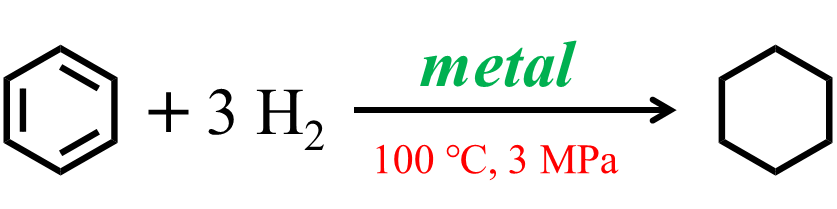 + 3 H₂
metal
100 °C, 3 MPa